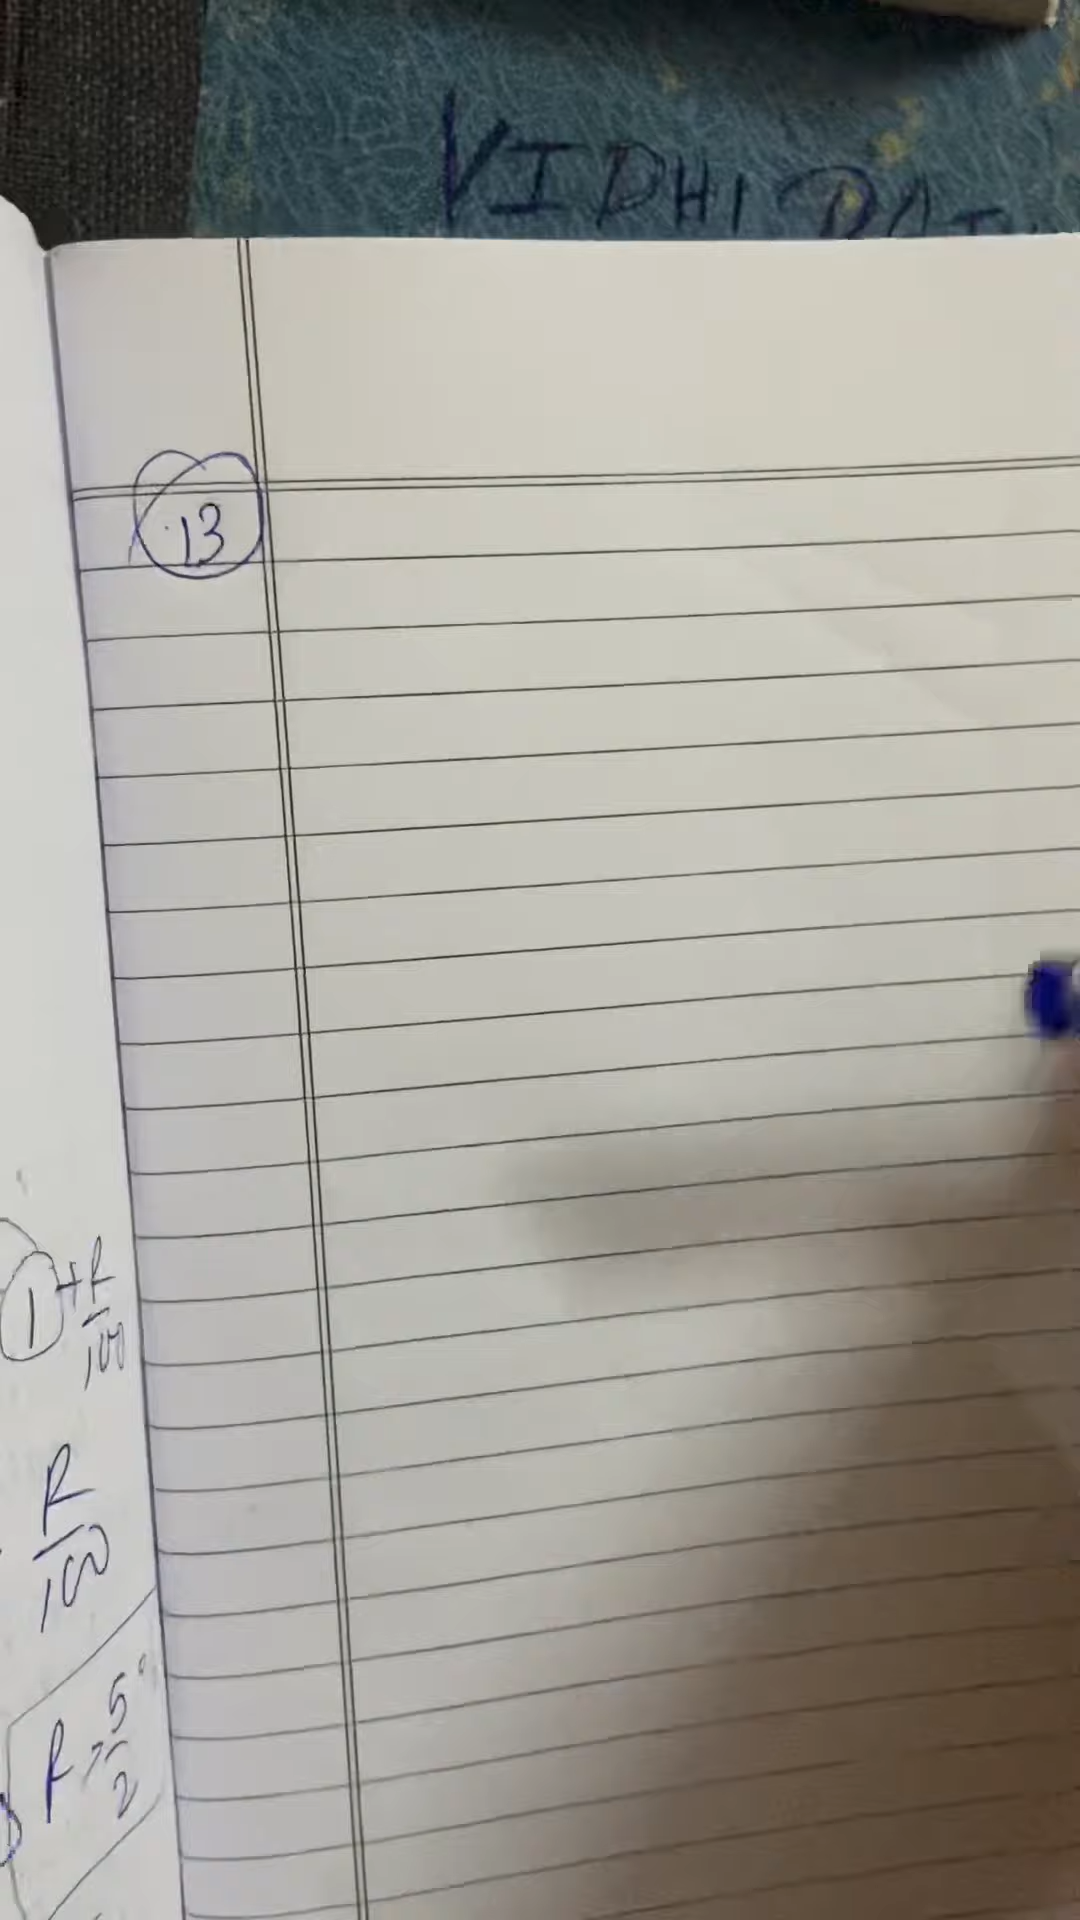 VIDHI
13
1 + R/100
R/100
R = 5/2